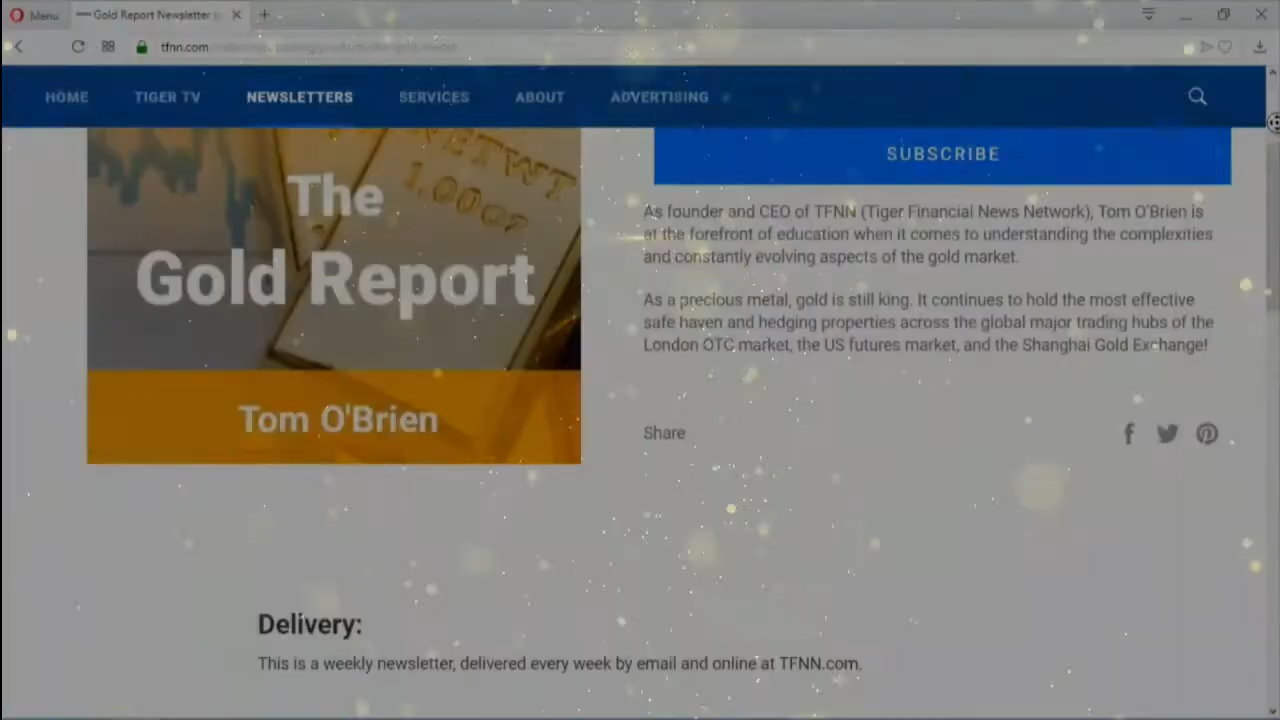 Menu
Gold Report Newsletter
tfnn.com
HOME TIGER TV NEWSLETTERS SERVICES ABOUT ADVERTISING
NETWT
1.00oz
The
Gold Report
Tom O'Brien
SUBSCRIBE
As founder and CEO of TFNN (Tiger Financial News Network), Tom O'Brien is
at the forefront of education when it comes to understanding the complexities
and constantly evolving aspects of the gold market.
As a precious metal, gold is still king. It continues to hold the most effective
safe haven and hedging properties across the global major trading hubs of the
London OTC market, the US futures market, and the Shanghai Gold Exchange!
Share
Delivery:
This is a weekly newsletter, delivered every week by email and online at TFNN.com.